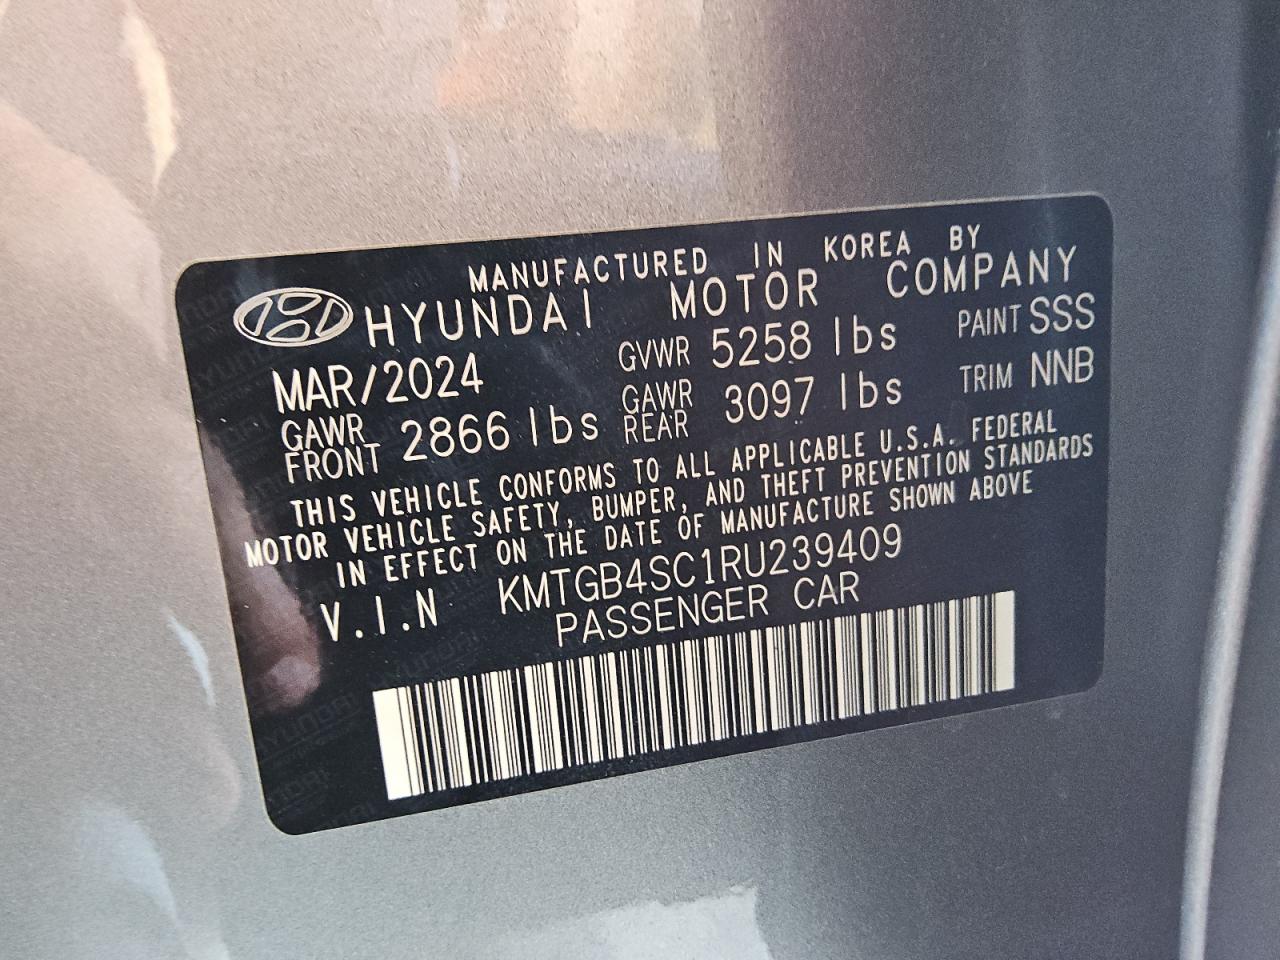 MANUFACTURED IN KOREA BY
HYUNDAI MOTOR COMPANY
MAR/2024 GVWR 5258 lbs PAINT SSS
GAWR FRONT 2866 lbs GAWR REAR 3097 lbs TRIM NNB
THIS VEHICLE CONFORMS TO ALL APPLICABLE U.S.A. FEDERAL
MOTOR VEHICLE SAFETY, BUMPER, AND THEFT PREVENTION STANDARDS
IN EFFECT ON THE DATE OF MANUFACTURE SHOWN ABOVE
V.I.N KMTGB4SC1RU239409
PASSENGER CAR